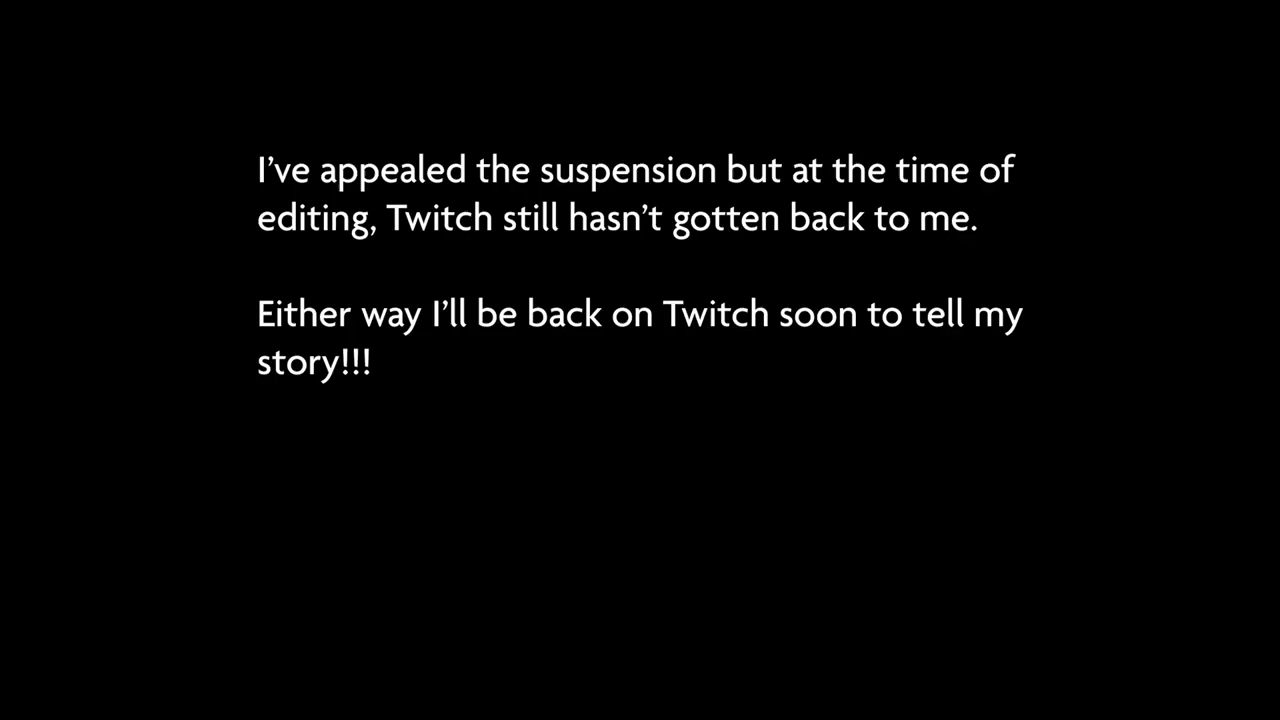 I’ve appealed the suspension but at the time of
editing, Twitch still hasn’t gotten back to me.
Either way I’ll be back on Twitch soon to tell my
story!!!